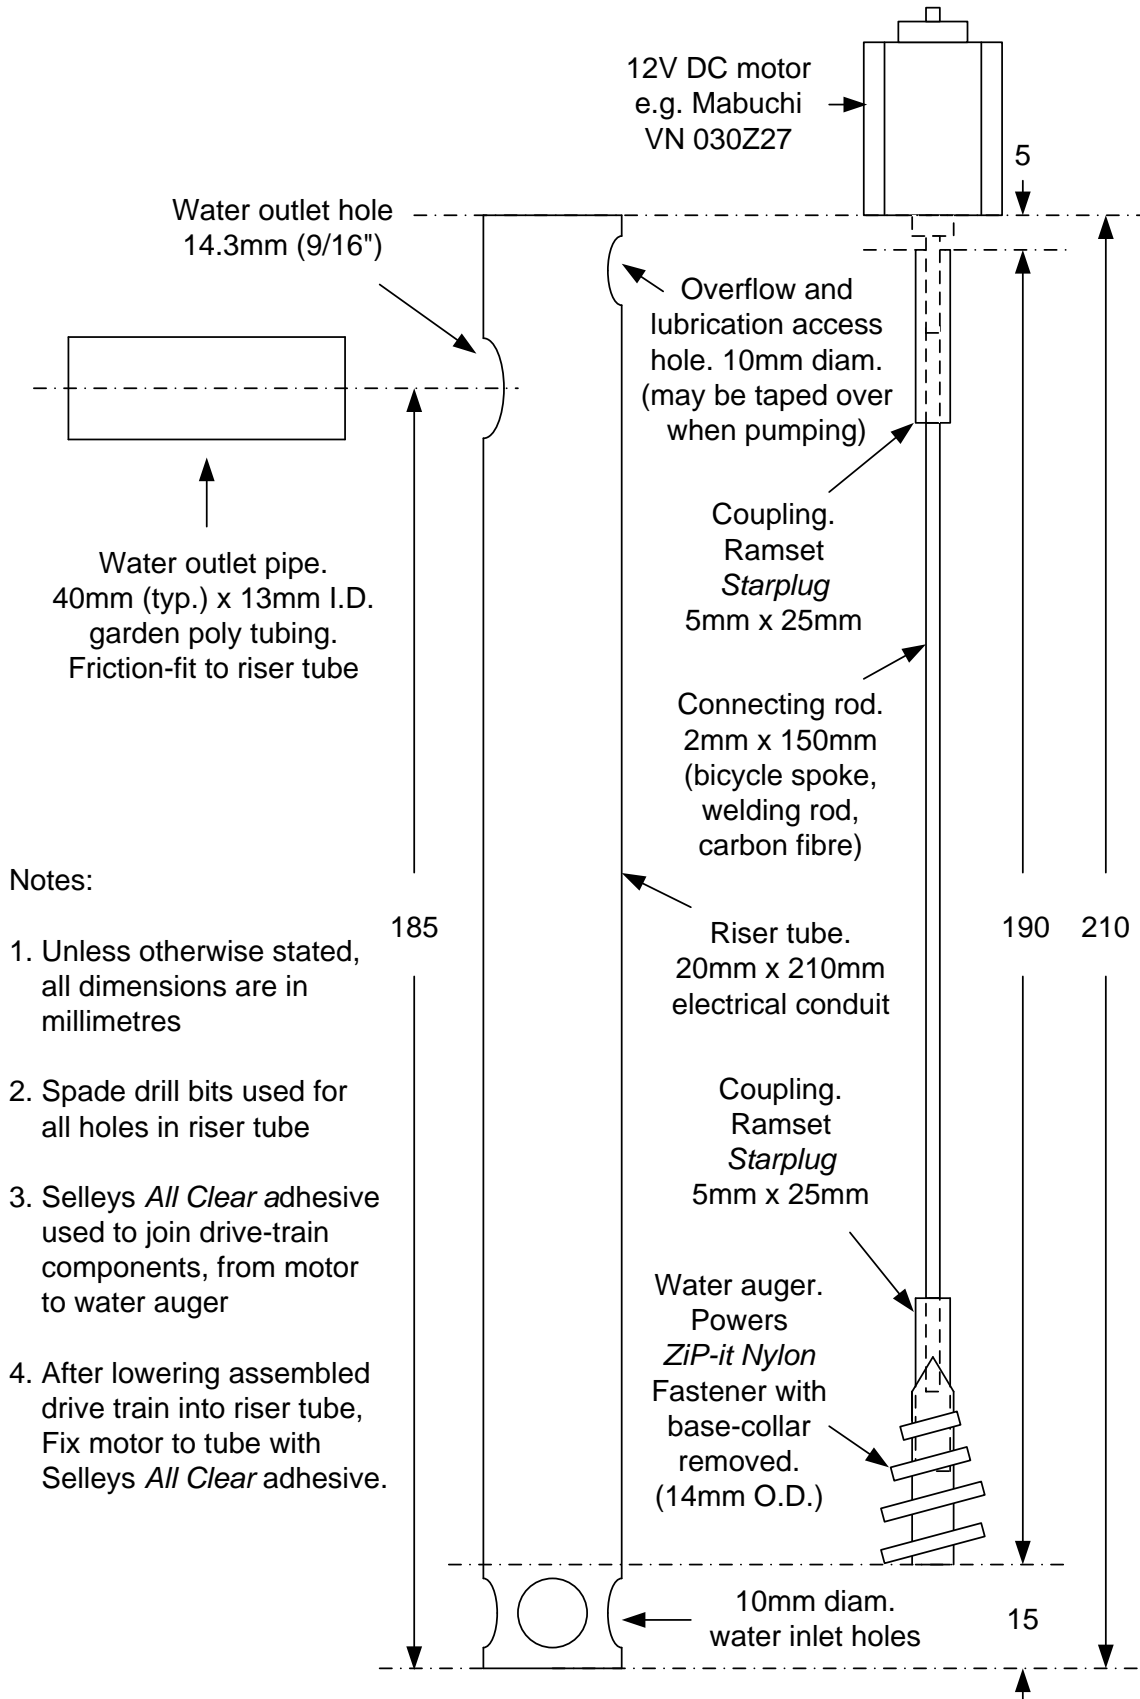 12V DC motor
e.g. Mabuchi
VN 030Z27
5
Water outlet hole
14.3mm (9/16")
Overflow and
lubrication access
hole. 10mm diam.
(may be taped over
when pumping)
Coupling.
Ramset
Starplug
5mm x 25mm
Water outlet pipe.
40mm (typ.) x 13mm I.D.
garden poly tubing.
Friction-fit to riser tube
Connecting rod.
2mm x 150mm
(bicycle spoke,
welding rod,
carbon fibre)
185
Riser tube.
20mm x 210mm
electrical conduit
190
210
Notes:
1. Unless otherwise stated,
all dimensions are in
millimetres
2. Spade drill bits used for
all holes in riser tube
3. Selleys All Clear adhesive
used to join drive-train
components, from motor
to water auger
4. After lowering assembled
drive train into riser tube,
Fix motor to tube with
Selleys All Clear adhesive.
Coupling.
Ramset
Starplug
5mm x 25mm
Water auger.
Powers
ZiP-it Nylon
Fastener with
base-collar
removed.
(14mm O.D.)
10mm diam.
water inlet holes
15